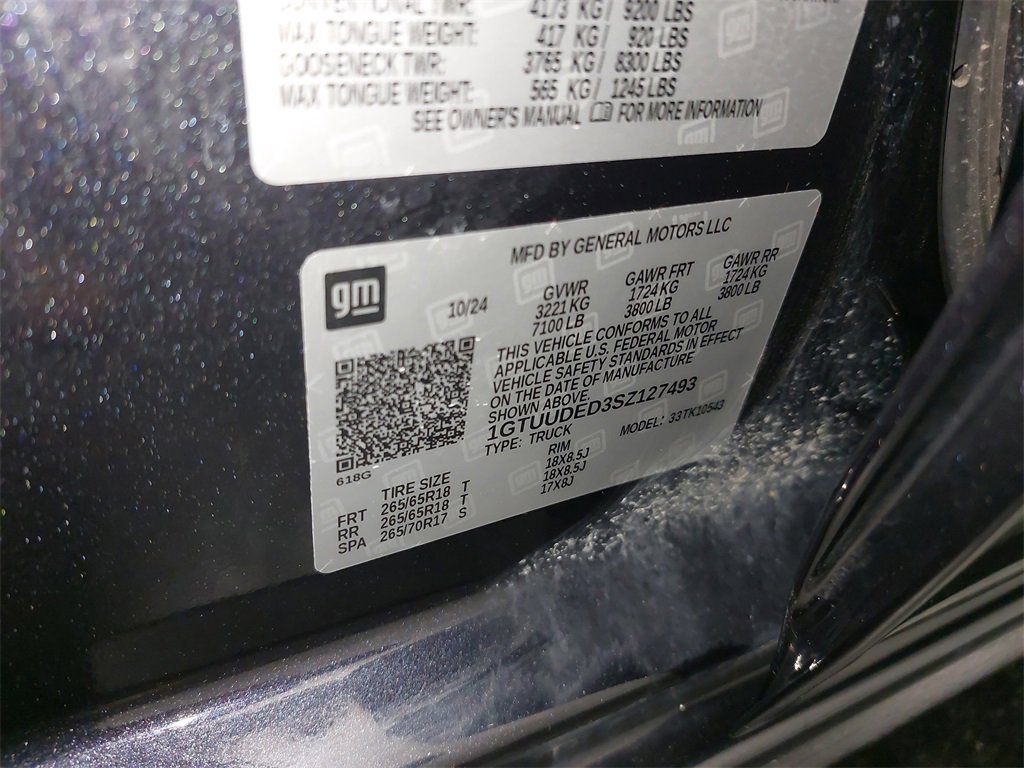 CONVENTIONAL TWR: 4173 KG / 9200 LBS
MAX TONGUE WEIGHT: 417 KG / 920 LBS
GOOSENECK TWR: 3765 KG / 8300 LBS
MAX TONGUE WEIGHT: 565 KG / 1245 LBS
SEE OWNER'S MANUAL FOR MORE INFORMATION
MFD BY GENERAL MOTORS LLC
gm
10/24 GVWR GAWR FRT GAWR RR
3221 KG 1724 KG 1724 KG
7100 LB 3800 LB 3800 LB
THIS VEHICLE CONFORMS TO ALL
APPLICABLE U.S. FEDERAL MOTOR
VEHICLE SAFETY STANDARDS IN EFFECT
ON THE DATE OF MANUFACTURE
SHOWN ABOVE.
1GTUUDED3SZ127493
TYPE: TRUCK MODEL: 33TK10543
618G
TIRE SIZE RIM
FRT 265/65R18 T 18X8.5J
RR 265/65R18 T 18X8.5J
SPA 265/70R17 S 17X8J